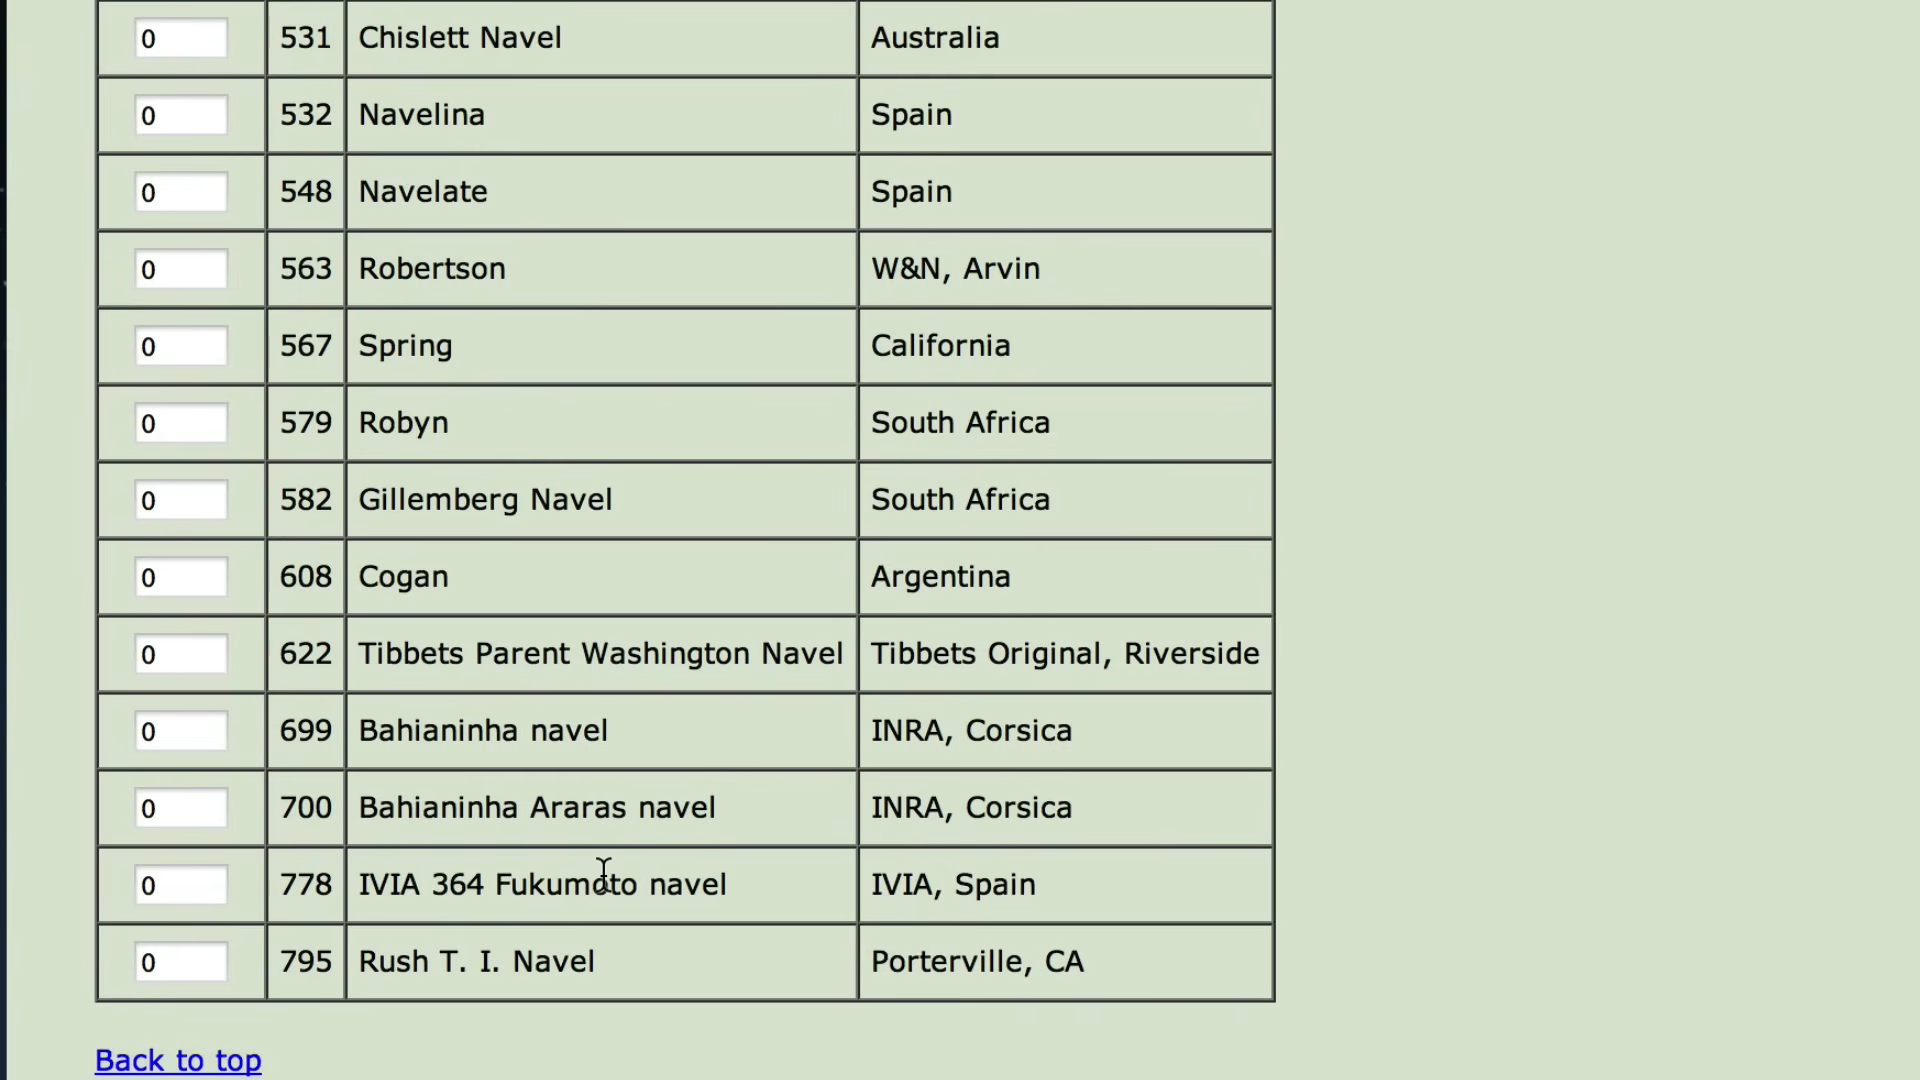 0 531 Chislett Navel Australia
0 532 Navelina Spain
0 548 Navelate Spain
0 563 Robertson W&N, Arvin
0 567 Spring California
0 579 Robyn South Africa
0 582 Gillemberg Navel South Africa
0 608 Cogan Argentina
0 622 Tibbets Parent Washington Navel Tibbets Original, Riverside
0 699 Bahianinha navel INRA, Corsica
0 700 Bahianinha Araras navel INRA, Corsica
0 778 IVIA 364 Fukumoto navel IVIA, Spain
0 795 Rush T. I. Navel Porterville, CA
Back to top